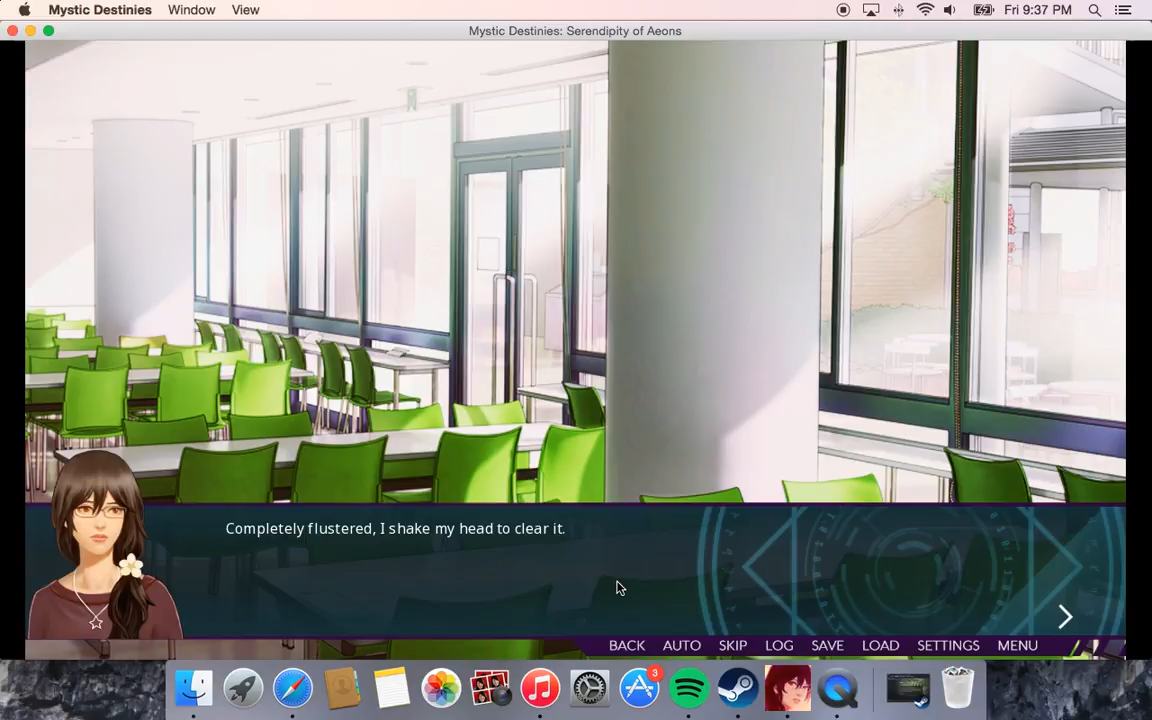 Mystic Destinies Window View Fri 9:37 PM
Mystic Destinies: Serendipity of Aeons
Completely flustered, I shake my head to clear it.
BACK AUTO SKIP LOG SAVE LOAD SETTINGS MENU
3